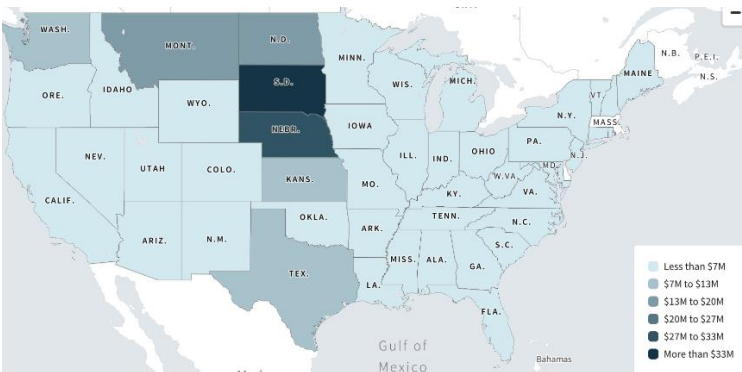 WASH.
MONT.
N.D.
MINN.
N.B.
P.E.I.
N.S.
MAINE
ORE.
IDAHO
S.D.
WIS.
MICH.
VT.
WYO.
N.Y.
MASS.
NEBR.
IOWA
PA.
N.J.
NEV.
UTAH
COLO.
ILL.
IND.
OHIO
MD.
W.VA.
KANS.
MO.
KY.
VA.
CALIF.
TENN.
N.C.
OKLA.
ARK.
ARIZ.
N.M.
S.C.
MISS.
ALA.
GA.
TEX.
LA.
FLA.
Less than $7M
$7M to $13M
$13M to $20M
$20M to $27M
$27M to $33M
More than $33M
Gulf of
Mexico
Bahamas